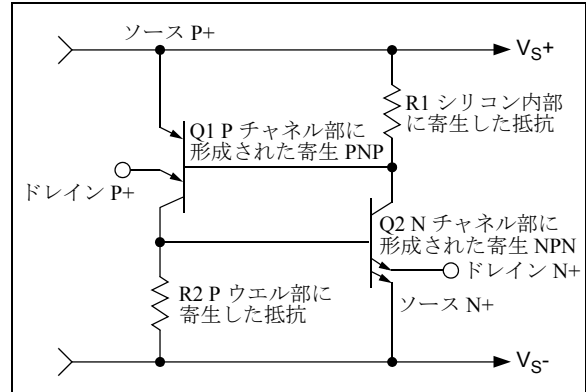 ソース P+
VS+
R1 シリコン内部
に寄生した抵抗
Q1 P チャネル部に
形成された寄生 PNP
ドレイン P+
Q2 N チャネル部に
形成された寄生 NPN
ドレイン N+
R2 P ウエル部に
寄生した抵抗
ソース N+
VS-